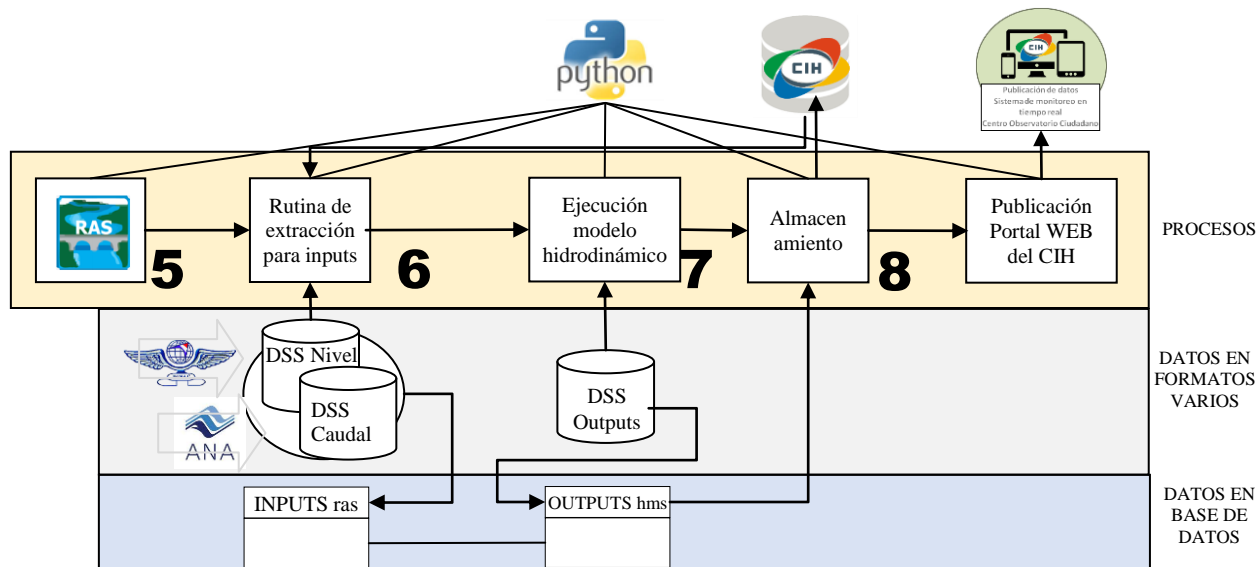 python
CIH
CIH
Publicación de datos
Sistema de monitoreo en
tiempo real
Centro Observatorio Ciudadano
RAS
5
Rutina de
extracción
para inputs
6
Ejecución
modelo
hidrodinámico
7
Almacen
amiento
8
Publicación
Portal WEB
del CIH
PROCESOS
DSS Nivel
DSS
Caudal
ANA
DSS
Outputs
DATOS EN
FORMATOS
VARIOS
INPUTS ras
OUTPUTS hms
DATOS EN
BASE DE
DATOS